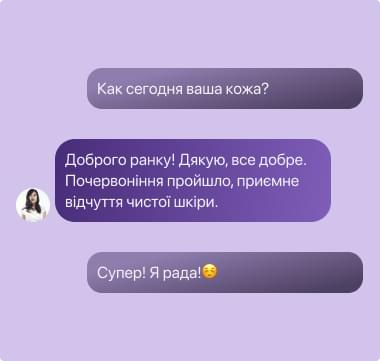 Как сегодня ваша кожа?
Доброго ранку! Дякую, все добре.
Почервоніння пройшло, приємне
відчуття чистої шкіри.
Супер! Я рада!☺️